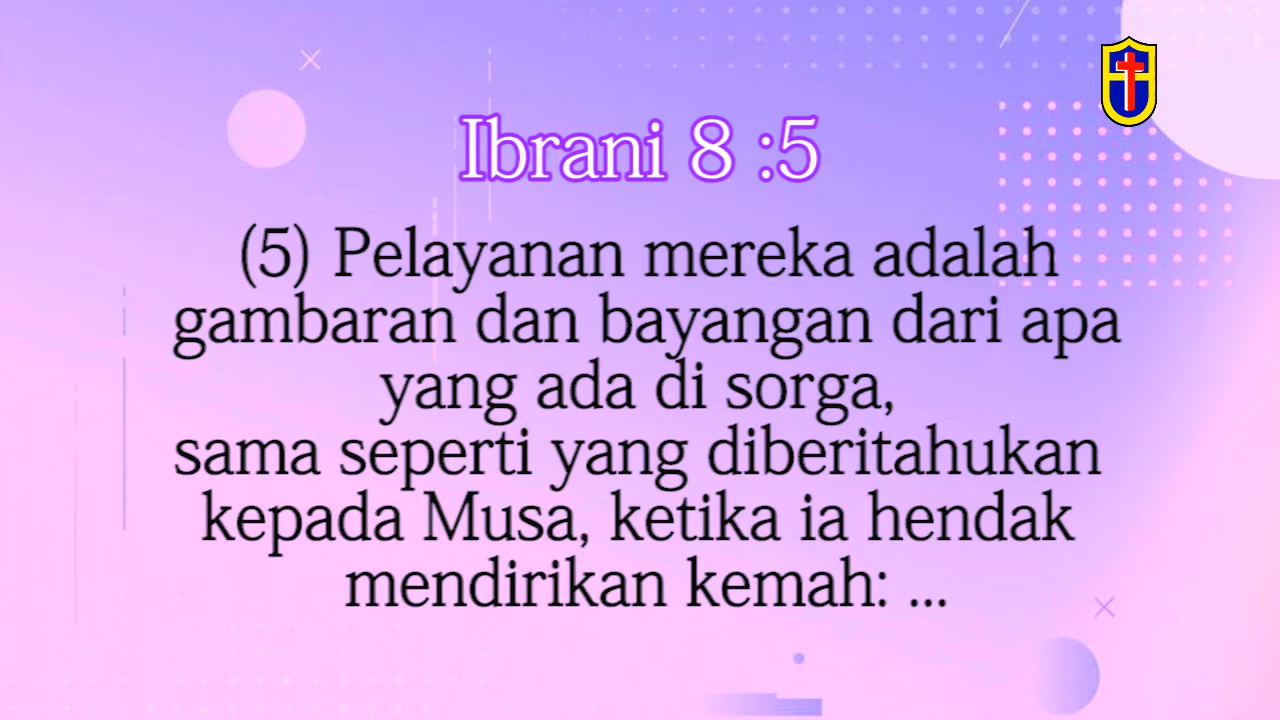 Ibrani 8 :5
(5) Pelayanan mereka adalah
gambaran dan bayangan dari apa
yang ada di sorga,
sama seperti yang diberitahukan
kepada Musa, ketika ia hendak
mendirikan kemah: ...